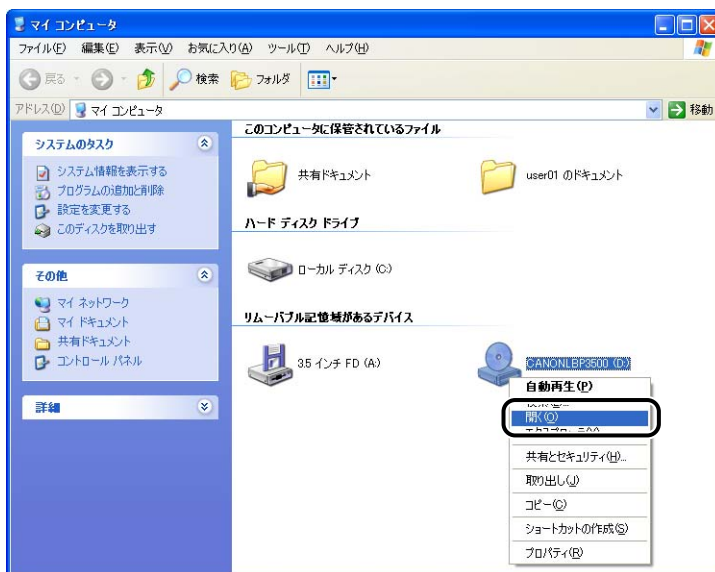 マイ コンピュータ
ファイル(F) 編集(E) 表示(V) お気に入り(A) ツール(T) ヘルプ(H)
戻る 検索 フォルダ
アドレス(D) マイ コンピュータ 移動
システムのタスク
システム情報を表示する
プログラムの追加と削除
設定を変更する
このディスクを取り出す
その他
マイ ネットワーク
マイ ドキュメント
共有ドキュメント
コントロール パネル
詳細
このコンピュータに保管されているファイル
共有ドキュメント user01 のドキュメント
ハード ディスク ドライブ
ローカル ディスク (C:)
リムーバブル記憶域があるデバイス
3.5 インチ FD (A:) CANONLBP3500 (D:)
自動再生(P)
開く(O)
共有とセキュリティ(H)...
取り出し(J)
コピー(C)
ショートカットの作成(S)
プロパティ(R)